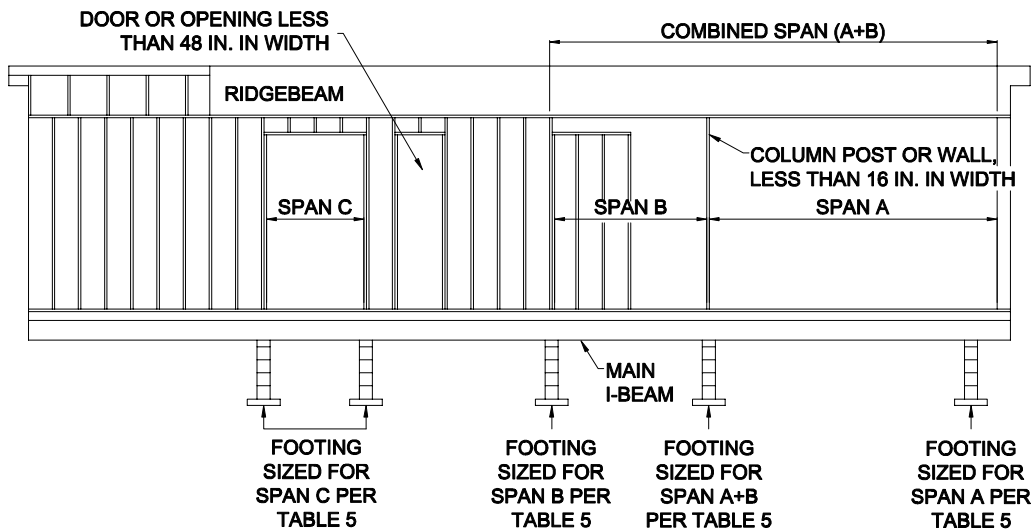 DOOR OR OPENING LESS
THAN 48 IN. IN WIDTH
COMBINED SPAN (A+B)
RIDGEBEAM
COLUMN POST OR WALL,
LESS THAN 16 IN. IN WIDTH
SPAN C
SPAN B
SPAN A
MAIN
I-BEAM
FOOTING
SIZED FOR
SPAN C PER
TABLE 5
FOOTING
SIZED FOR
SPAN B PER
TABLE 5
FOOTING
SIZED FOR
SPAN A+B
PER TABLE 5
FOOTING
SIZED FOR
SPAN A PER
TABLE 5